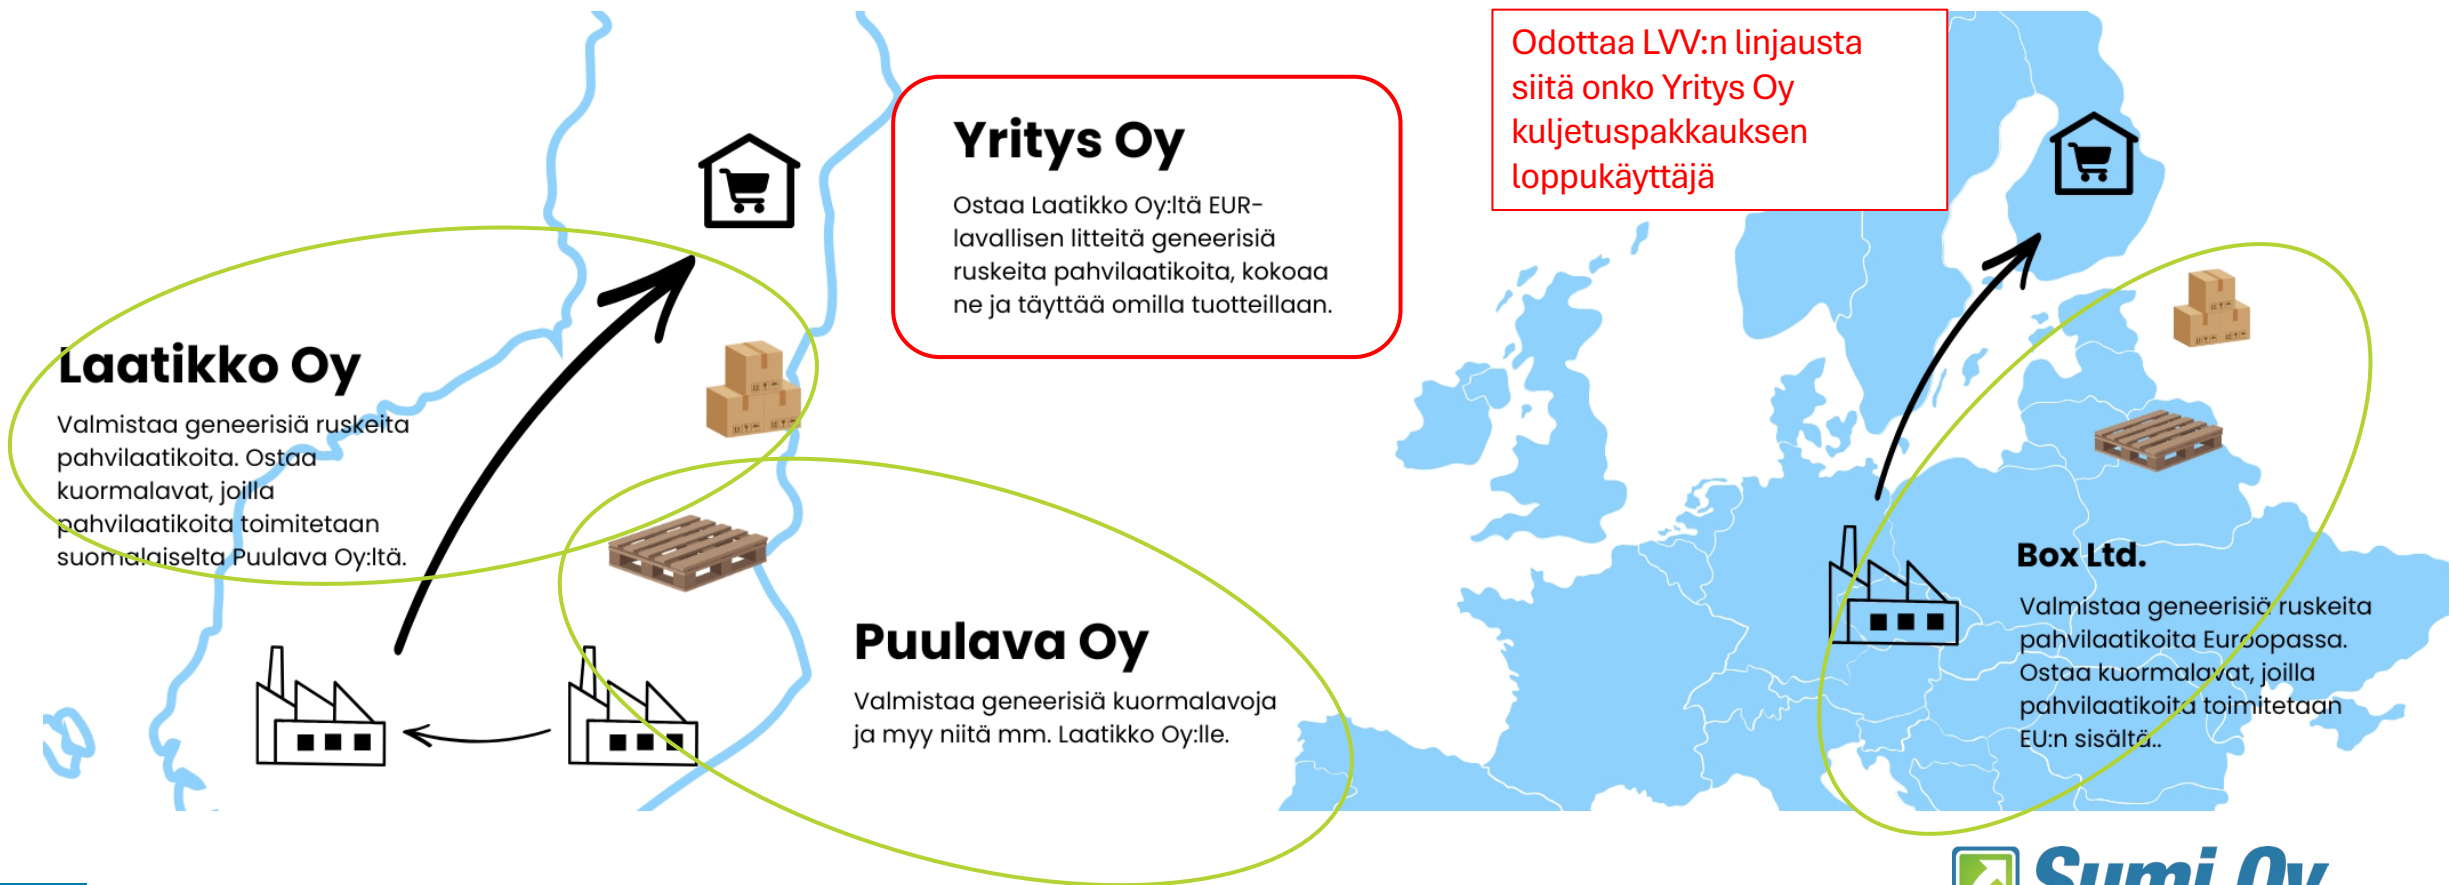 Odottaa LVV:n linjausta
siitä onko Yritys Oy
kuljetuspakkauksen
loppukäyttäjä
Yritys Oy
Ostaa Laatikko Oy:ltä EUR-
lavallisen litteitä geneerisiä
ruskeita pahvilaatikoita, kokoaa
ne ja täyttää omilla tuotteillaan.
Laatikko Oy
Valmistaa geneerisiä ruskeita
pahvilaatikoita. Ostaa
kuormalavat, joilla
pahvilaatikoita toimitetaan
suomalaiselta Puulava Oy:ltä.
Puulava Oy
Valmistaa geneerisiä kuormalavoja
ja myy niitä mm. Laatikko Oy:lle.
Box Ltd.
Valmistaa geneerisiä ruskeita
pahvilaatikoita Euroopassa.
Ostaa kuormalavat, joilla
pahvilaatikoita toimitetaan
EU:n sisältä..
Sumi Oy